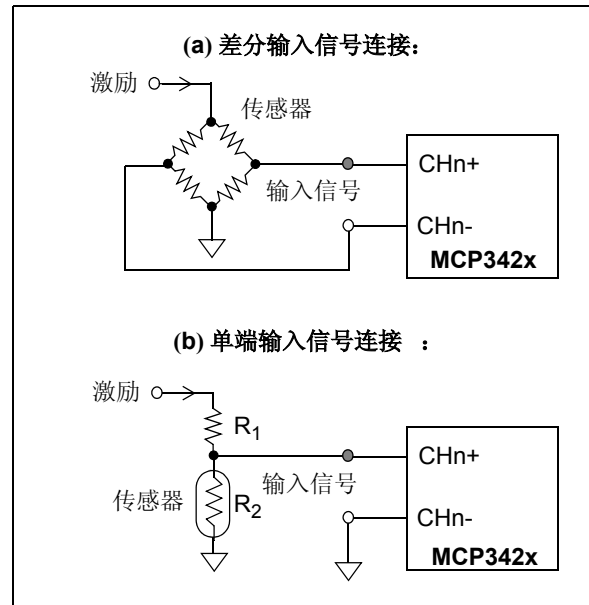 (a) 差分输入信号连接：
激励
传感器
CHn+
输入信号
CHn-
MCP342x
(b) 单端输入信号连接 ：
激励
R1
CHn+
输入信号
传感器
R2
CHn-
MCP342x